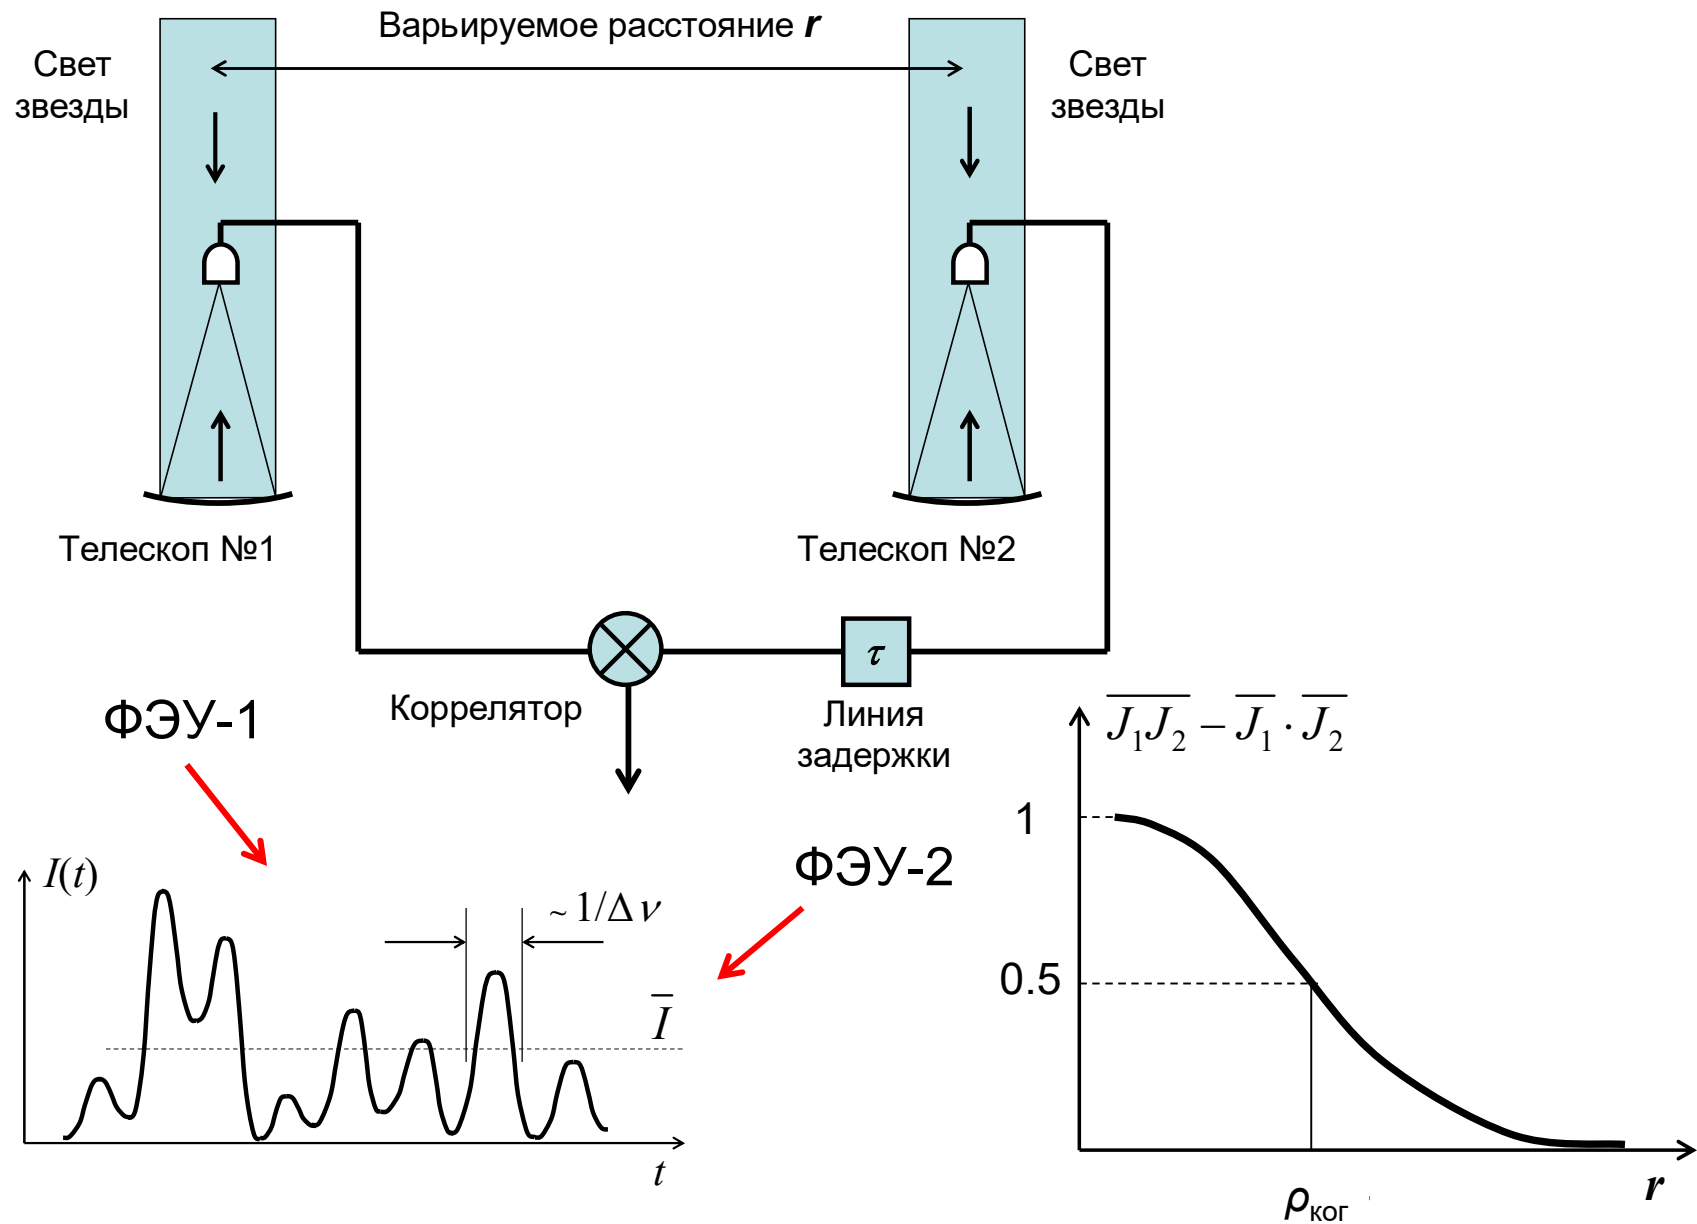 Варьируемое расстояние r
Свет
звезды
Свет
звезды
Телескоп №1
Телескоп №2
τ
Коррелятор
Линия
задержки
ФЭУ-1
ФЭУ-2
I(t)
~ 1/Δν
I̅
t
J₁J₂ − J₁ · J₂
1
0.5
ρког
r